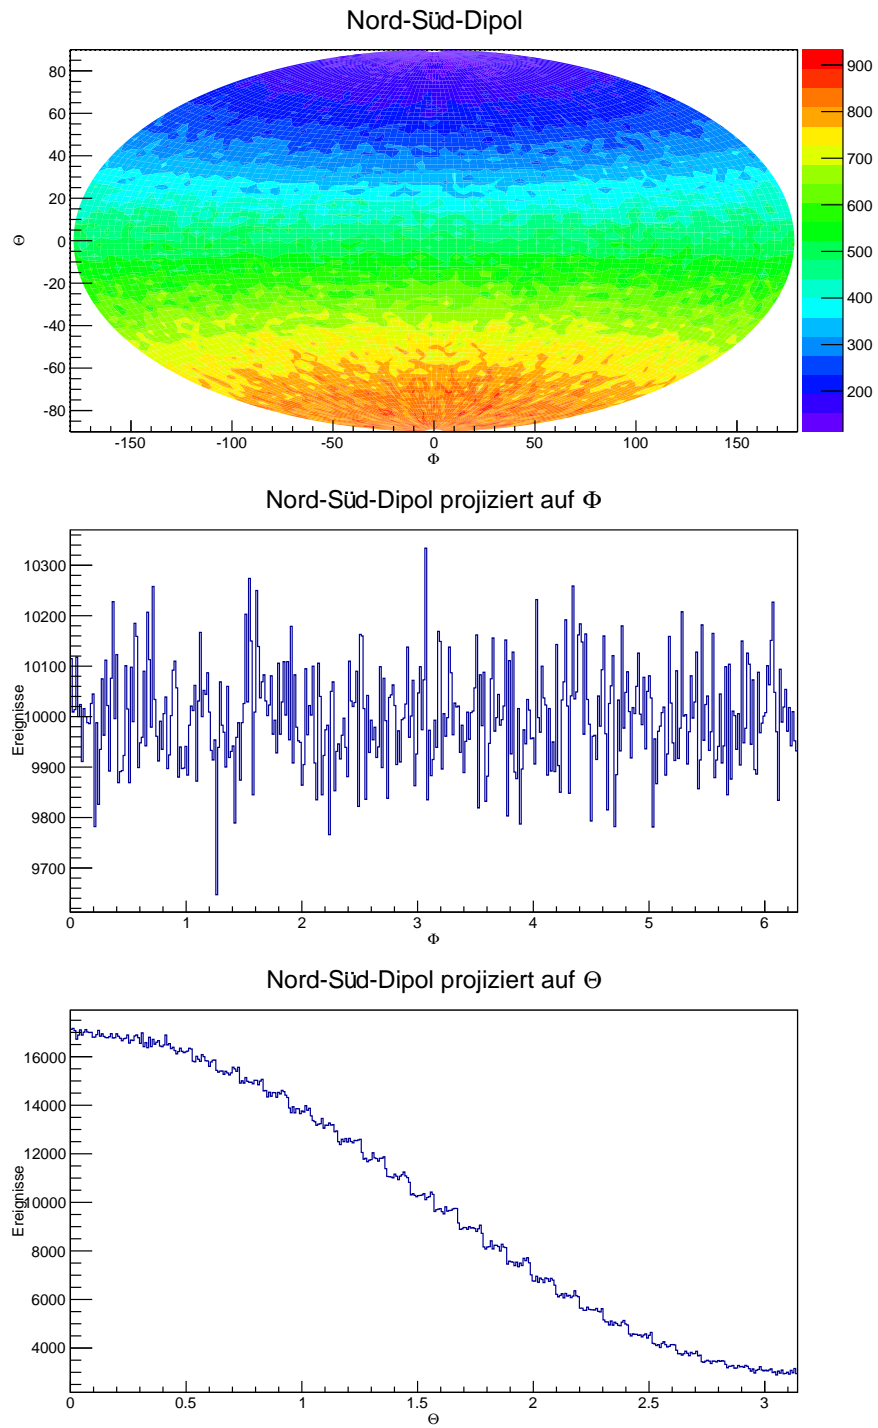 Nord-Süd-Dipol
80
60
40
20
0
-20
-40
-60
-80
Θ
-150 -100 -50 0 50 100 150
Φ
900
800
700
600
500
400
300
200
Nord-Süd-Dipol projiziert auf Φ
10300
10200
10100
10000
9900
9800
9700
Ereignisse
0 1 2 3 4 5 6
Φ
Nord-Süd-Dipol projiziert auf Θ
16000
14000
12000
10000
8000
6000
4000
Ereignisse
0 0.5 1 1.5 2 2.5 3
Θ